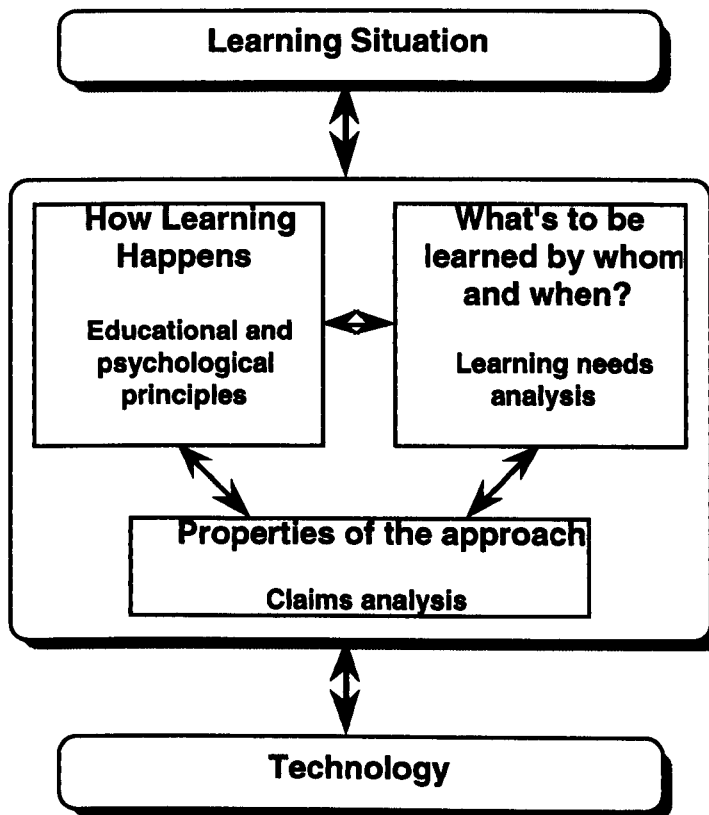 Learning Situation
How Learning
Happens
Educational and
psychological
principles
What's to be
learned by whom
and when?
Learning needs
analysis
Properties of the approach
Claims analysis
Technology